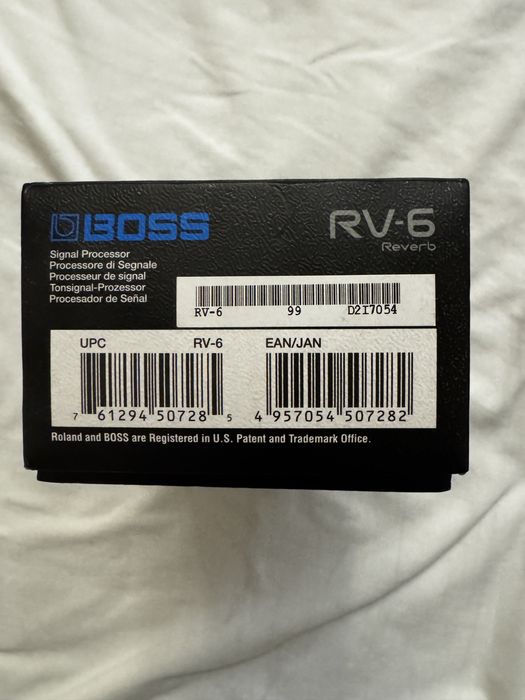 BOSS
RV-6
Reverb
Signal Processor
Processore di Segnale
Processeur de signal
Tonsignal-Prozessor
Procesador de Señal
RV-6 99 D2I7054
UPC RV-6
7 61294 50728 5
EAN/JAN
4 957054 507282
Roland and BOSS are Registered in U.S. Patent and Trademark Office.